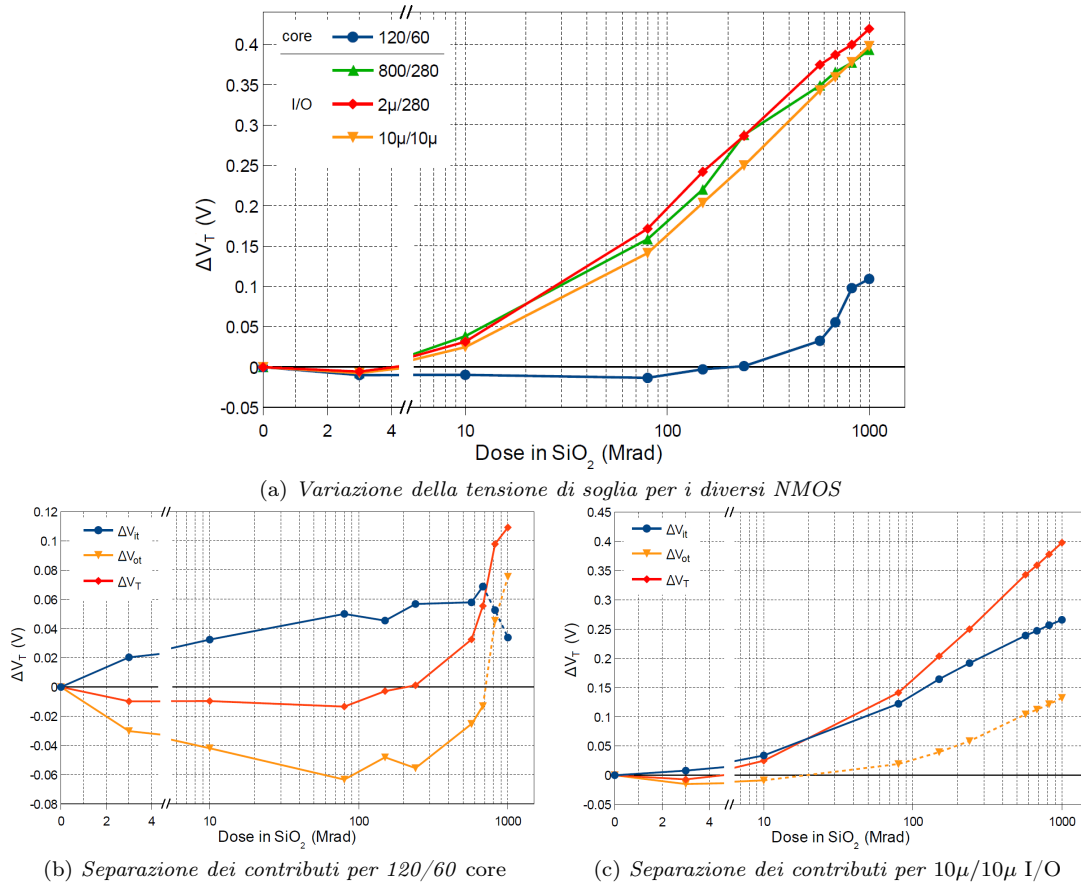 core 120/60
800/280
I/O 2μ/280
10μ/10μ
ΔV_T (V)
0.4
0.35
0.3
0.25
0.2
0.15
0.1
0.05
0
-0.05
0 2 4 10 100 1000
Dose in SiO₂ (Mrad)
(a) Variazione della tensione di soglia per i diversi NMOS
ΔV_it
ΔV_ot
ΔV_T
ΔV_T (V)
0.12
0.1
0.08
0.06
0.04
0.02
0
-0.02
-0.04
-0.06
-0.08
0 2 4 10 100 1000
Dose in SiO₂ (Mrad)
(b) Separazione dei contributi per 120/60 core
ΔV_it
ΔV_ot
ΔV_T
ΔV_T (V)
0.45
0.4
0.35
0.3
0.25
0.2
0.15
0.1
0.05
0
-0.05
0 2 4 10 100 1000
Dose in SiO₂ (Mrad)
(c) Separazione dei contributi per 10μ/10μ I/O